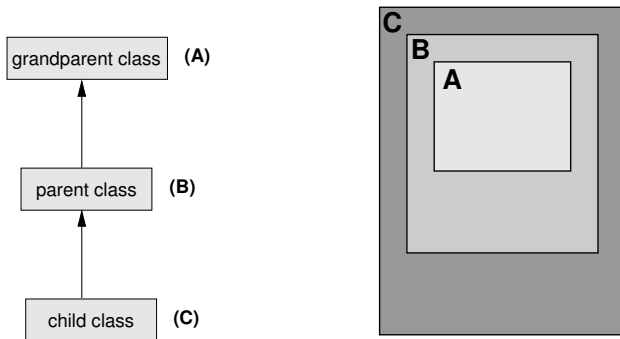 grandparent class (A)
parent class (B)
child class (C)
C
B
A